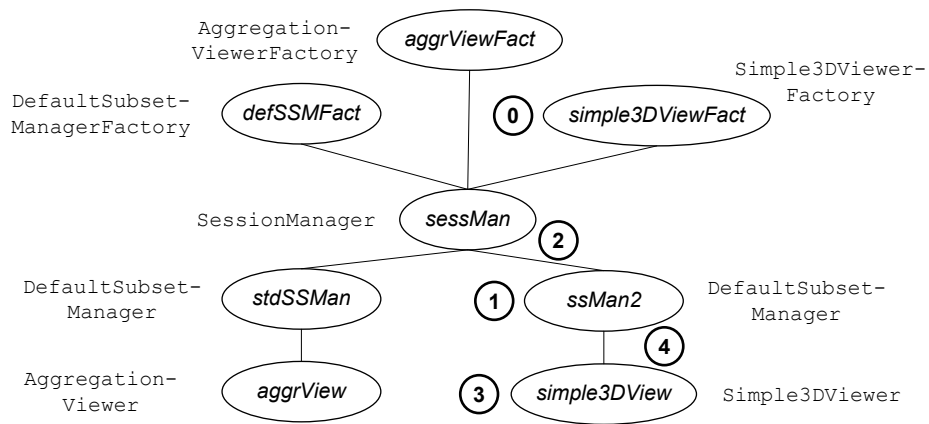 Aggregation-
ViewerFactory
aggrViewFact
Simple3DViewer-
Factory
DefaultSubset-
ManagerFactory
defSSMFact
0
simple3DViewFact
SessionManager
sessMan
2
DefaultSubset-
Manager
stdSSMan
1
ssMan2
DefaultSubset-
Manager
4
Aggregation-
Viewer
aggrView
3
simple3DView
Simple3DViewer